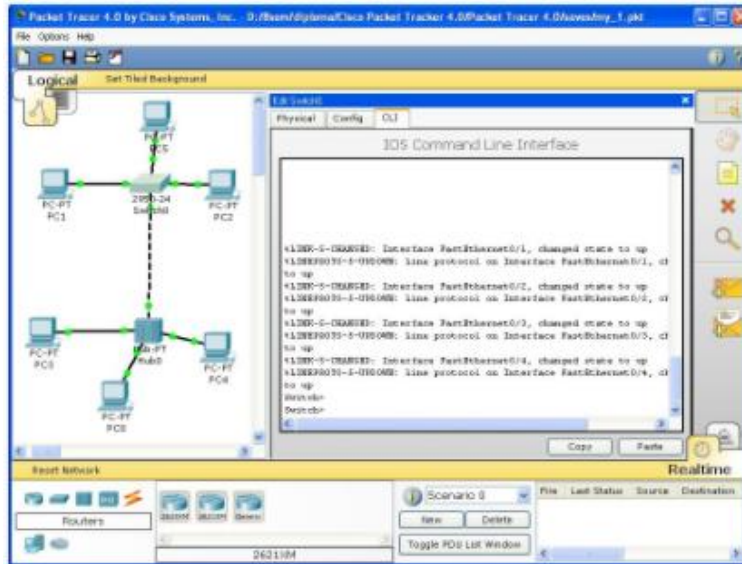 Packet Tracer 4.0 by Cisco Systems, Inc. - D:/
File Options Help
Logical
Set Tiled Background
PC-PT
PC5
PC-PT
PC1
2950-24
PC-PT
PC2
PC-PT
PC3
Hub0
PC-PT
PC4
PC-PT
Physical Config CLI
IOS Command Line Interface
%LINK-5-CHANGED: Interface FastEthernet0/1, changed state to up
%LINEPROTO-5-UPDOWN: Line protocol on Interface FastEthernet0/1, ch
to up
%LINK-5-CHANGED: Interface FastEthernet0/2, changed state to up
%LINEPROTO-5-UPDOWN: Line protocol on Interface FastEthernet0/2, ch
to up
%LINK-5-CHANGED: Interface FastEthernet0/3, changed state to up
%LINEPROTO-5-UPDOWN: Line protocol on Interface FastEthernet0/3, ch
to up
%LINK-5-CHANGED: Interface FastEthernet0/4, changed state to up
%LINEPROTO-5-UPDOWN: Line protocol on Interface FastEthernet0/4, ch
to up
Switch>
Switch>
Copy
Paste
Reset Network
Realtime
Routers
2621XM
Scenario 0
New
Delete
Toggle PDU List Window
Fire Last Status Source Destination